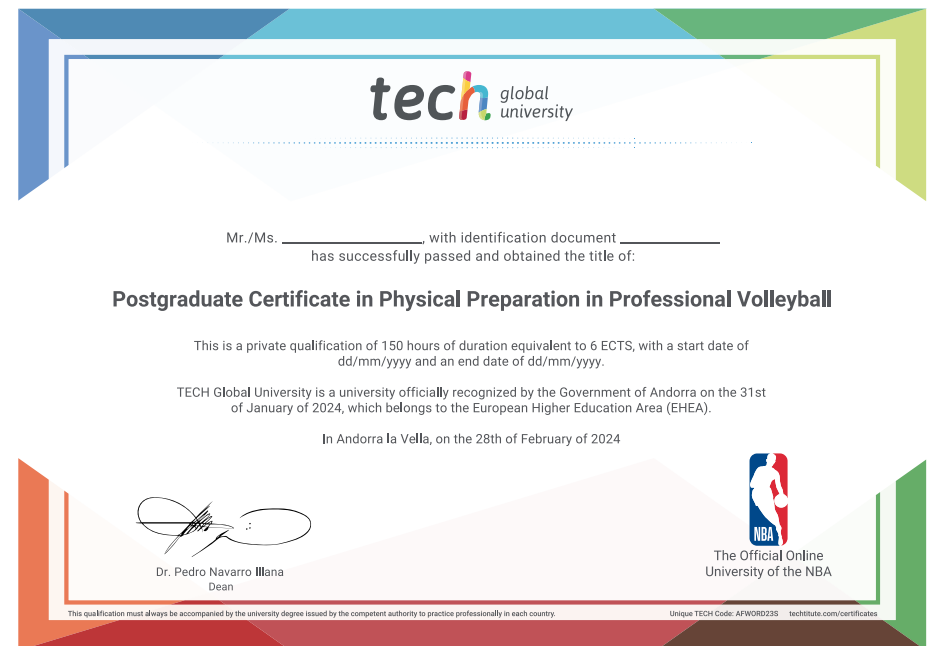 tech global
university
Mr./Ms. ____________, with identification document ____________
has successfully passed and obtained the title of:
Postgraduate Certificate in Physical Preparation in Professional Volleyball
This is a private qualification of 150 hours of duration equivalent to 6 ECTS, with a start date of
dd/mm/yyyy and an end date of dd/mm/yyyy.
TECH Global University is a university officially recognized by the Government of Andorra on the 31st
of January of 2024, which belongs to the European Higher Education Area (EHEA).
In Andorra la Vella, on the 28th of February of 2024
NBA
Dr. Pedro Navarro Illana
Dean
The Official Online
University of the NBA
This qualification must always be accompanied by the university degree issued by the competent authority to practice professionally in each country.
Unique TECH Code: AFWORD23S techtitute.com/certificates